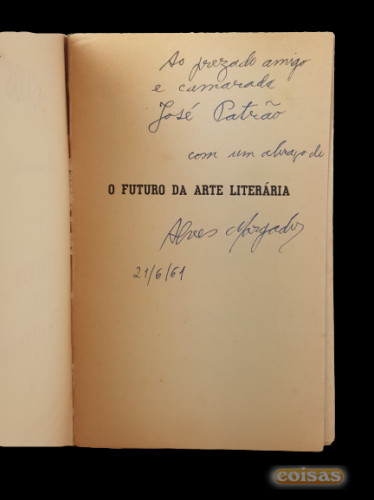 Ao prezado amigo
e camarada
José Patrão
com um abraço de
O FUTURO DA ARTE LITERÁRIA
Alves Morgado
21/6/61
coisas